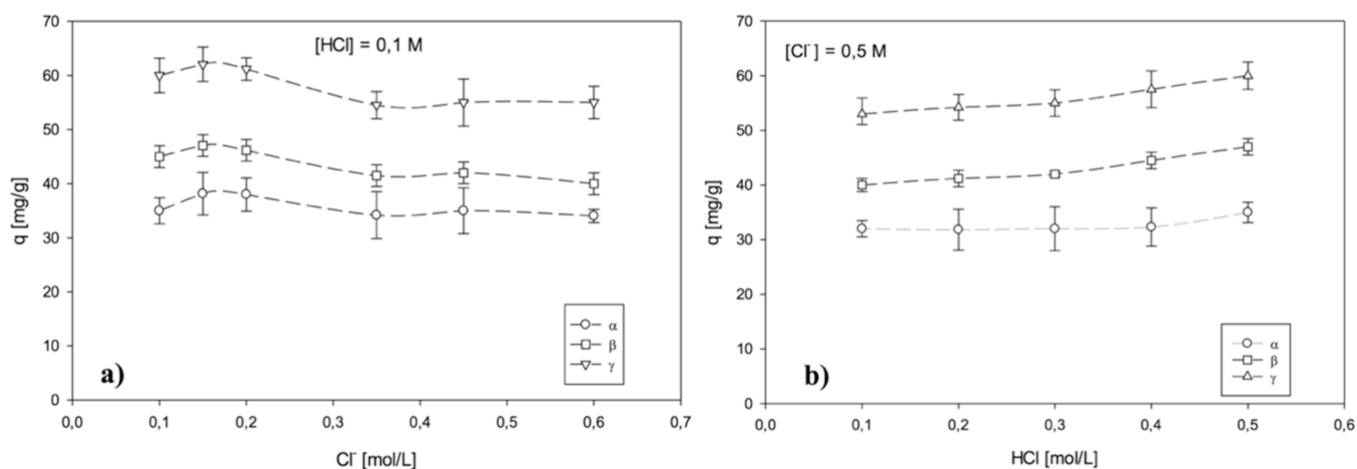 70
60
50
40
30
20
10
0
q [mg/g]
[HCl] = 0,1 M
α
β
γ
a)
0,0 0,1 0,2 0,3 0,4 0,5 0,6 0,7
Cl⁻ [mol/L]
70
60
50
40
30
20
10
0
q [mg/g]
[Cl⁻] = 0,5 M
α
β
γ
b)
0,0 0,1 0,2 0,3 0,4 0,5 0,6
HCl [mol/L]